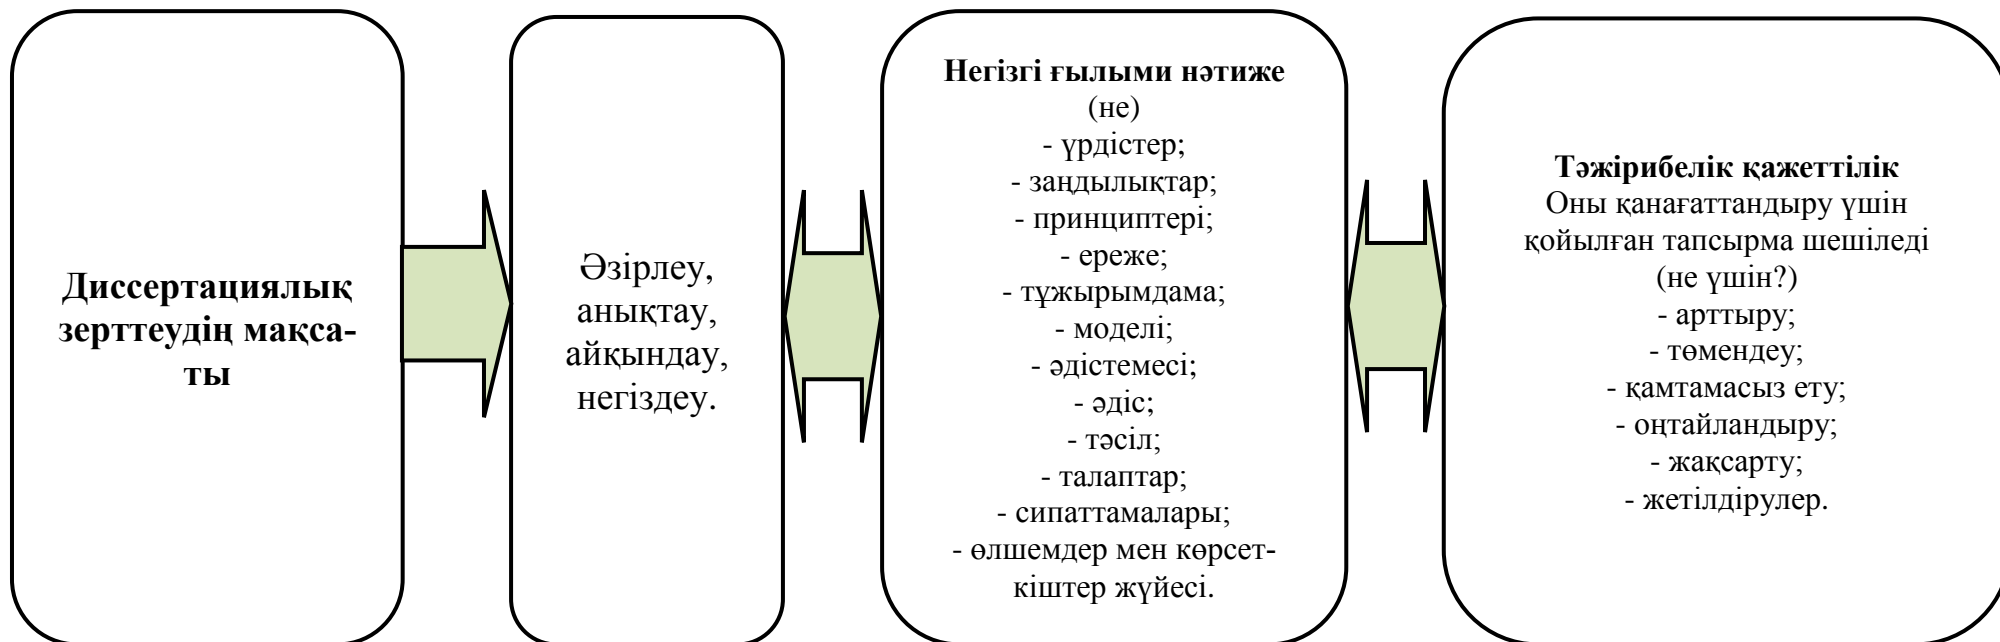 Диссертациялық
зерттеудің мақса-
ты
Әзірлеу,
анықтау,
айқындау,
негіздеу.
Негізгі ғылыми нәтиже
(не)
- үрдістер;
- заңдылықтар;
- принциптері;
- ереже;
- тұжырымдама;
- моделі;
- әдістемесі;
- әдіс;
- тәсіл;
- талаптар;
- сипаттамалары;
- өлшемдер мен көрсет-
кіштер жүйесі.
Тәжірибелік қажеттілік
Оны қанағаттандыру үшін
қойылған тапсырма шешіледі
(не үшін?)
- арттыру;
- төмендеу;
- қамтамасыз ету;
- оңтайландыру;
- жақсарту;
- жетілдірулер.